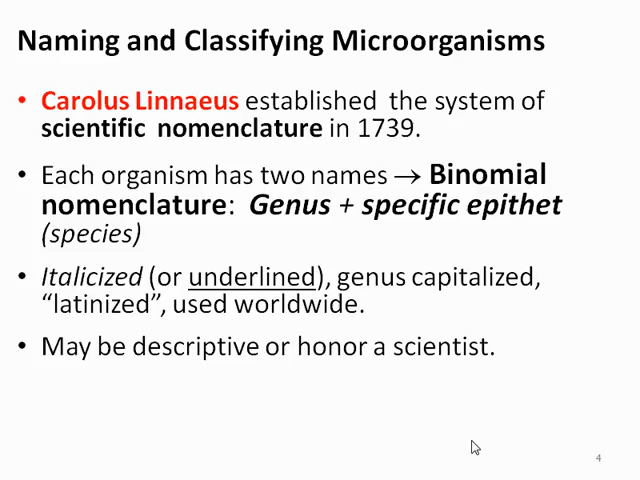 Naming and Classifying Microorganisms
• Carolus Linnaeus established the system of
scientific nomenclature in 1739.
• Each organism has two names → Binomial
nomenclature: Genus + specific epithet
(species)
• Italicized (or underlined), genus capitalized,
“latinized”, used worldwide.
• May be descriptive or honor a scientist.
4